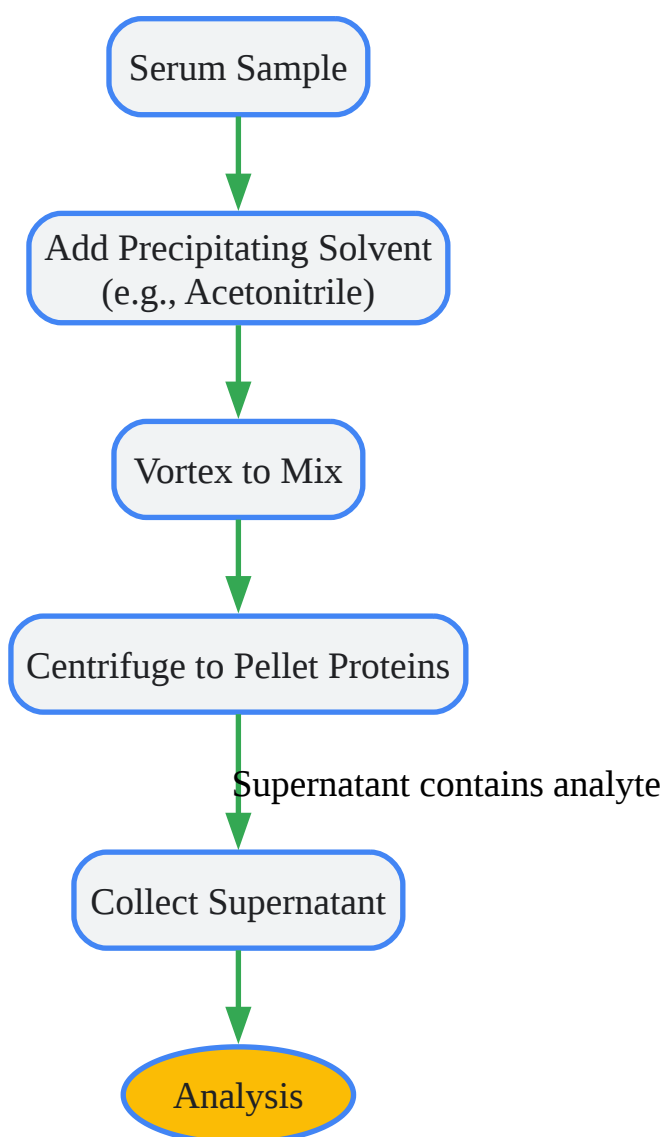 Serum Sample
Add Precipitating Solvent
(e.g., Acetonitrile)
Vortex to Mix
Centrifuge to Pellet Proteins
Supernatant contains analyte
Collect Supernatant
Analysis